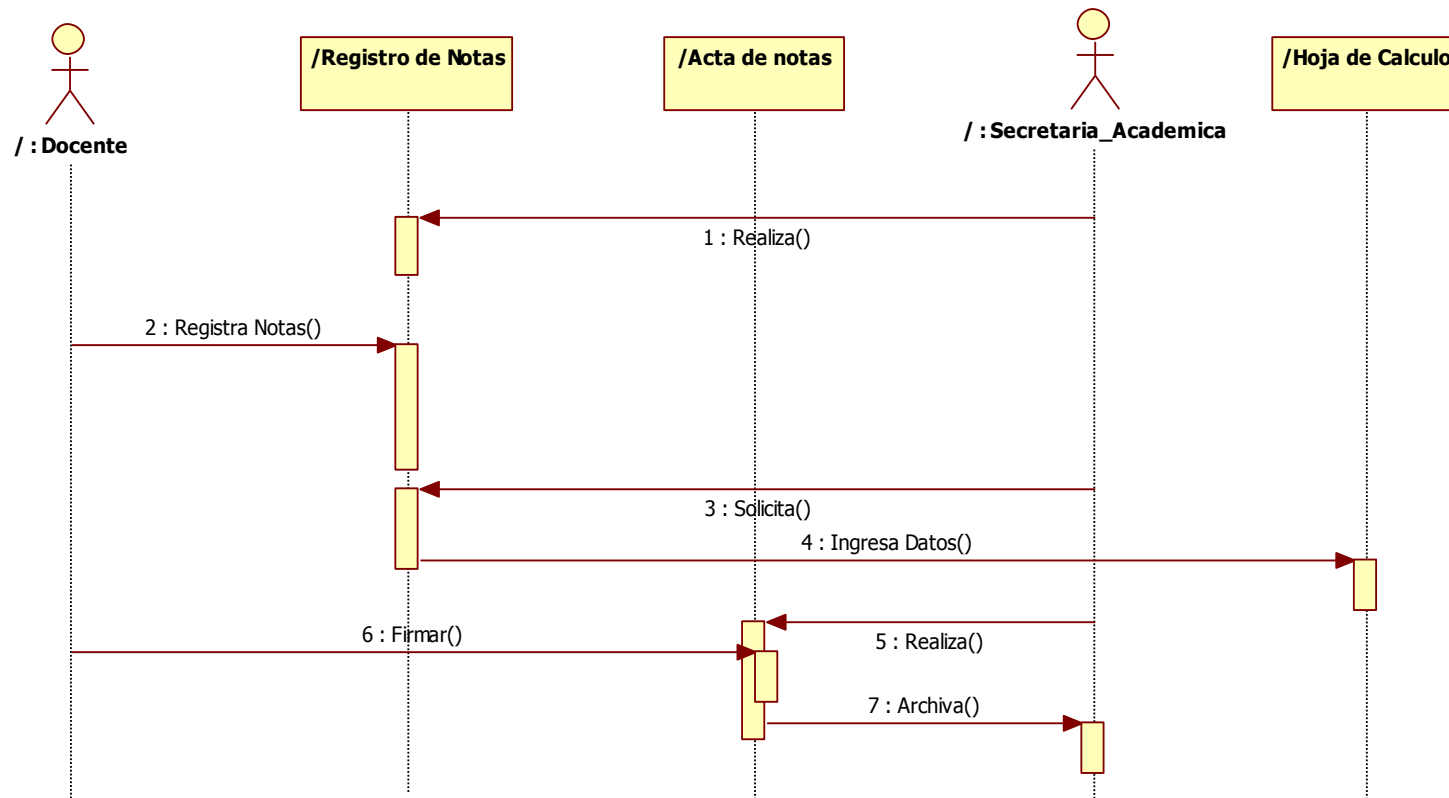 /Registro de Notas
/Acta de notas
/Hoja de Calculo
/ : Docente
/ : Secretaria_Academica
1 : Realiza()
2 : Registra Notas()
3 : Solicita()
4 : Ingresa Datos()
6 : Firmar()
5 : Realiza()
7 : Archiva()